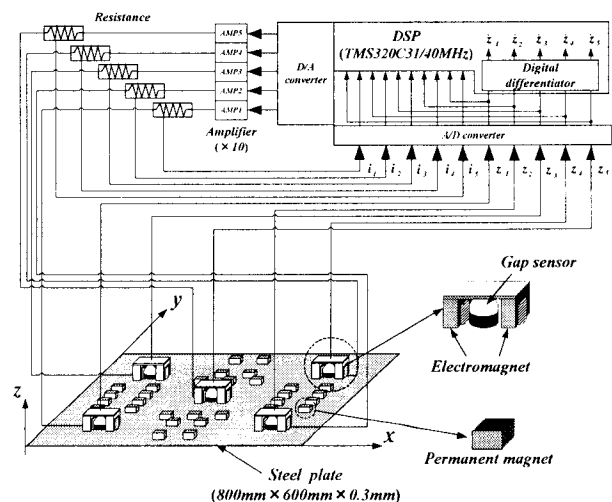 Resistance
AMP5
AMP4
AMP3
AMP2
AMP1
Amplifier
(×10)
D/A
converter
DSP
(TMS320C31/40MHz)
ż1 ż2 ż3 ż4 ż5
Digital
differentiator
A/D converter
i1 i2 i3 i4 i5 z1 z2 z3 z4 z5
Gap sensor
Electromagnet
y
z
x
Permanent magnet
Steel plate
(800mm×600mm×0.3mm)